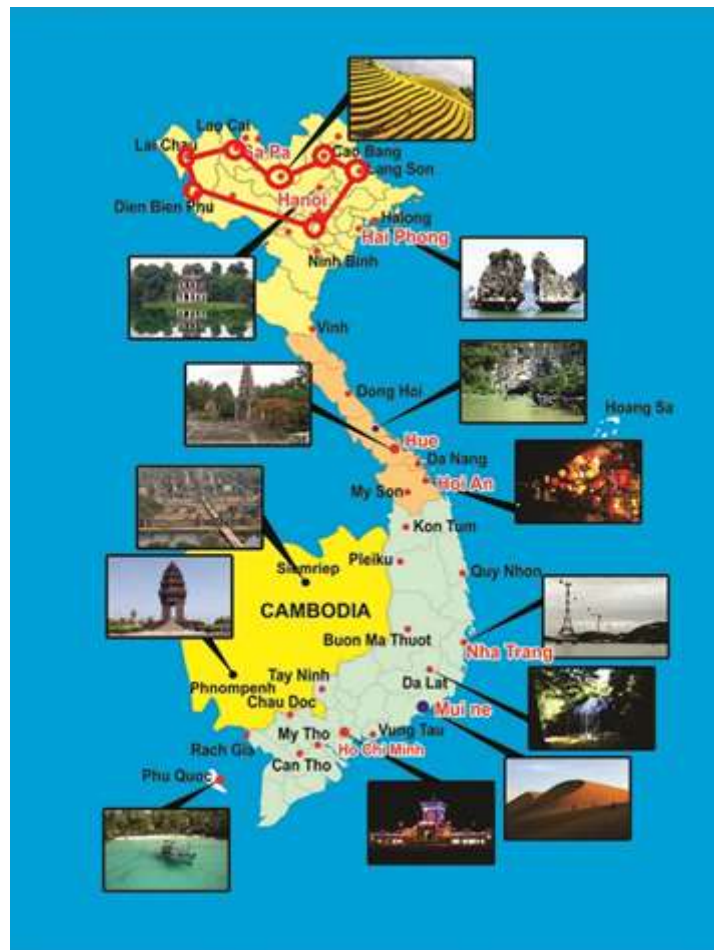 Lao Cai
Lai Chau
Sa Pa
Cao Bang
Lang Son
Hanoi
Dien Bien Phu
Halong
Hai Phong
Ninh Binh
Vinh
Dong Hoi
Hoang Sa
Hue
Da Nang
Hoi An
My Son
Kon Tum
Pleiku
Siemriep
Quy Nhon
CAMBODIA
Buon Ma Thuot
Nha Trang
Tay Ninh
Da Lat
Phnompenh
Chau Doc
Mui ne
My Tho
Vung Tau
Rach Gia
Ho Chi Minh
Can Tho
Phu Quoc